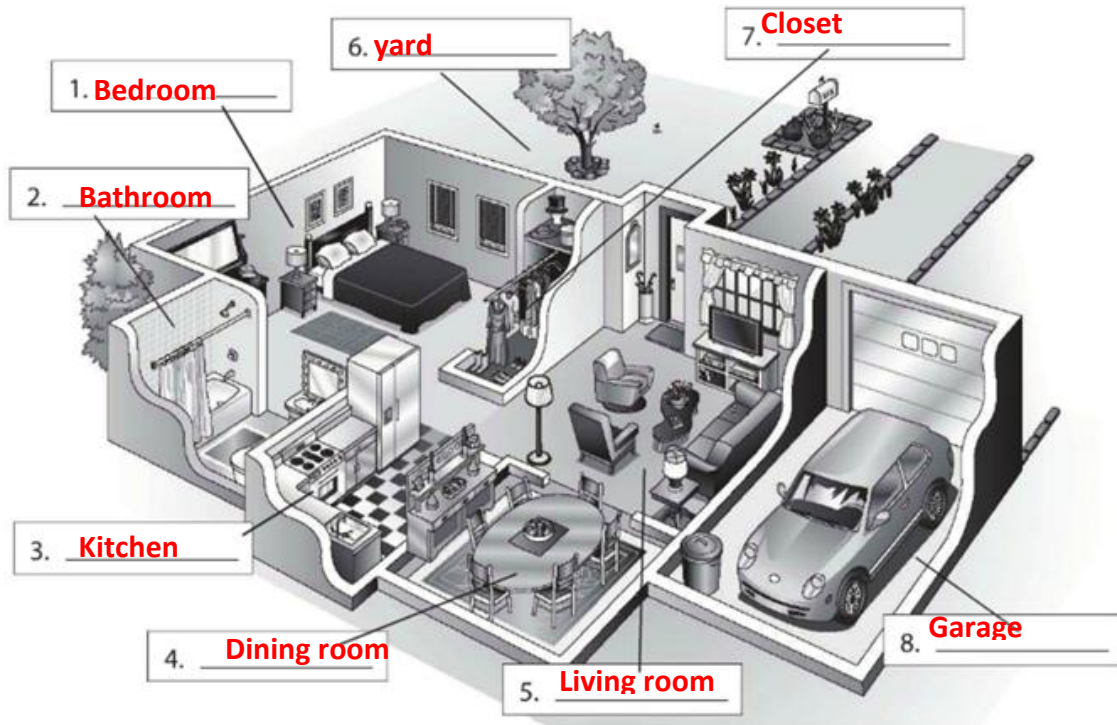 1. Bedroom
2. Bathroom
3. Kitchen
4. Dining room
5. Living room
6. yard
7. Closet
8. Garage